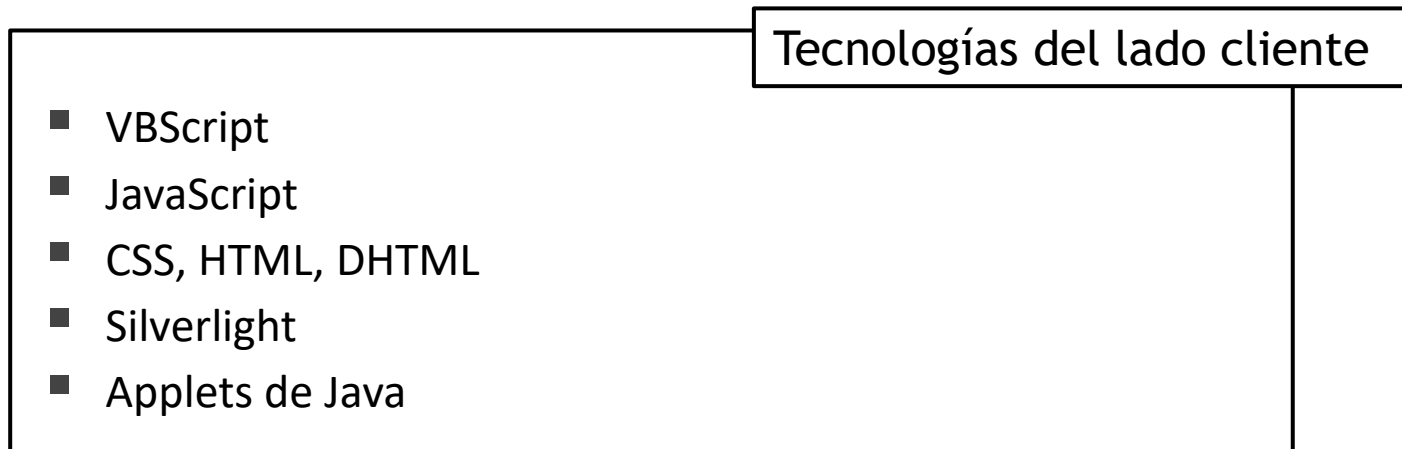 Tecnologías del lado cliente
VBScript
JavaScript
CSS, HTML, DHTML
Silverlight
Applets de Java